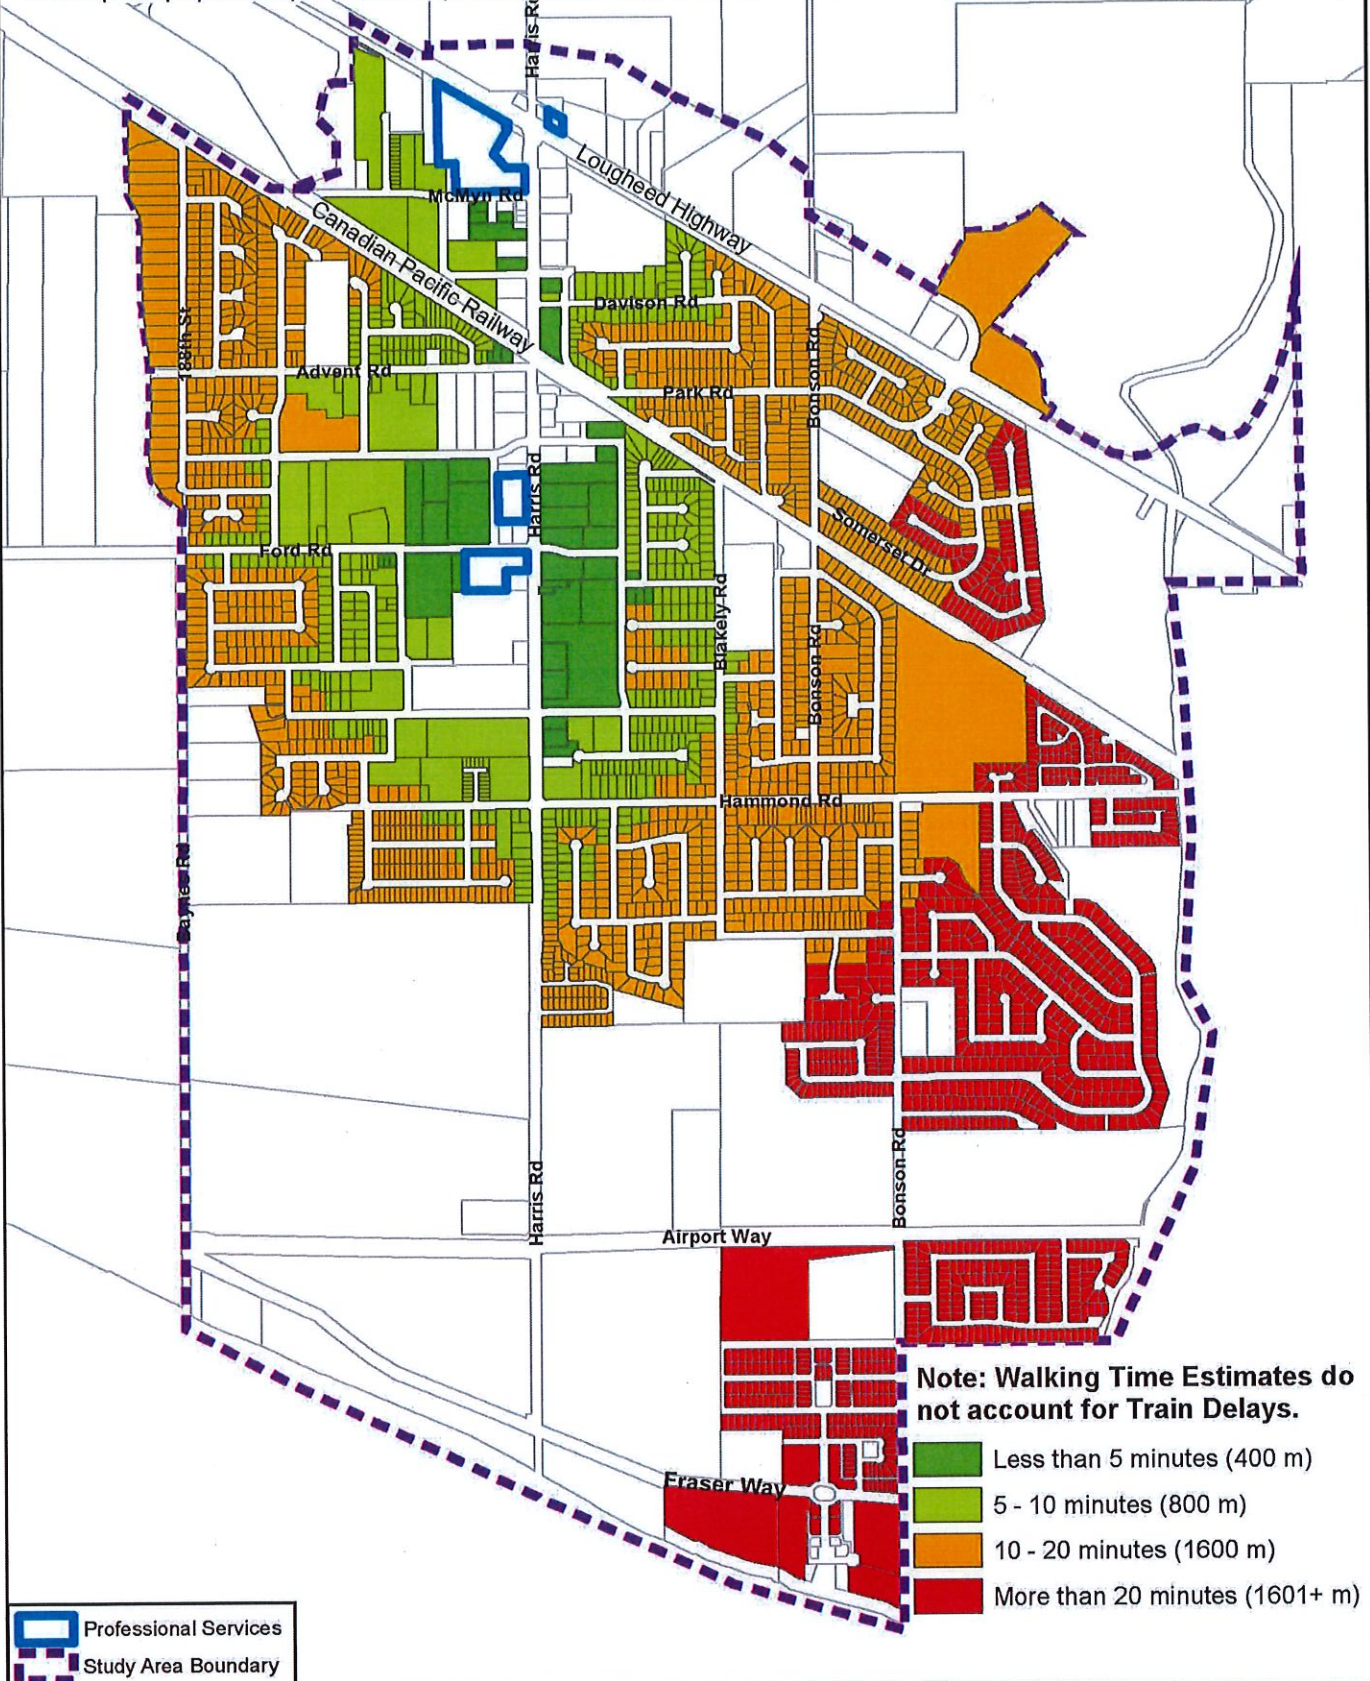 Harris Rd
Lougheed Highway
McMyn Rd
Canadian Pacific Railway
Davison Rd
188th St
Advent Rd
Park Rd
Bonson Rd
Harris Rd
Somerset Dr
Ford Rd
Blakely Rd
Bonson Rd
Hammond Rd
Baynes Rd
Harris Rd
Bonson Rd
Airport Way
Fraser Way
Note: Walking Time Estimates do
not account for Train Delays.
Less than 5 minutes (400 m)
5 - 10 minutes (800 m)
10 - 20 minutes (1600 m)
More than 20 minutes (1601+ m)
Professional Services
Study Area Boundary